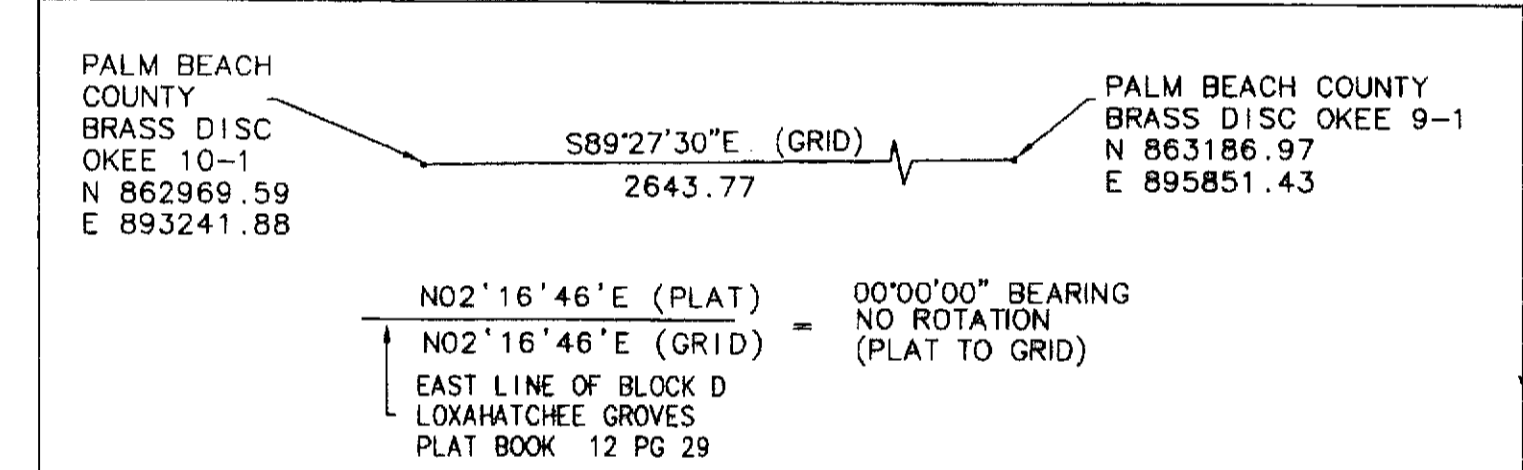 PALM BEACH
COUNTY
BRASS DISC
OKEE 10-1
N 862969.59
E 893241.88
S89°27'30"E. (GRID)
2643.77
PALM BEACH COUNTY
BRASS DISC OKEE 9-1
N 863186.97
E 895851.43
N02'16'46'E (PLAT)
N02'16'46'E (GRID)
=
00°00'00" BEARING
NO ROTATION
(PLAT TO GRID)
EAST LINE OF BLOCK D
LOXAHATCHEE GROVES
PLAT BOOK 12 PG 29